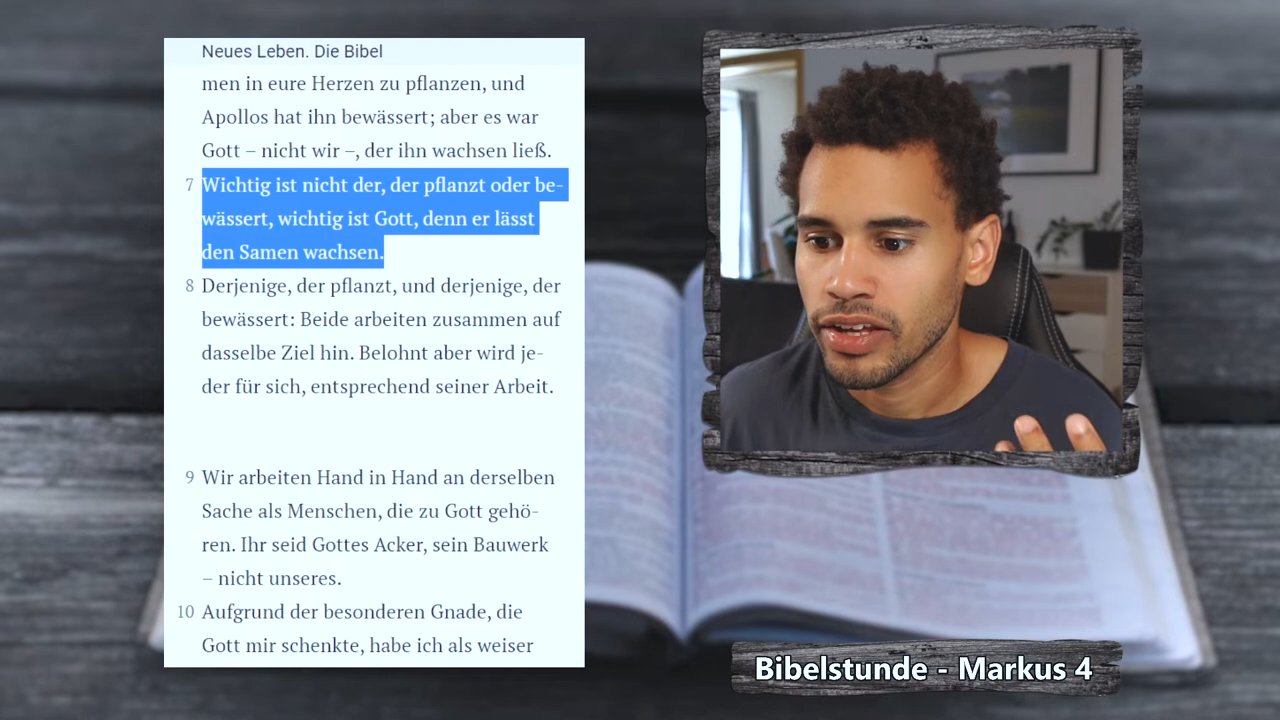 Neues Leben. Die Bibel
men in eure Herzen zu pflanzen, und
Apollos hat ihn bewässert; aber es war
Gott – nicht wir –, der ihn wachsen ließ.
7 Wichtig ist nicht der, der pflanzt oder be-
wässert, wichtig ist Gott, denn er lässt
den Samen wachsen.
8 Derjenige, der pflanzt, und derjenige, der
bewässert: Beide arbeiten zusammen auf
dasselbe Ziel hin. Belohnt aber wird je-
der für sich, entsprechend seiner Arbeit.
9 Wir arbeiten Hand in Hand an derselben
Sache als Menschen, die zu Gott gehö-
ren. Ihr seid Gottes Acker, sein Bauwerk
– nicht unseres.
10 Aufgrund der besonderen Gnade, die
Gott mir schenkte, habe ich als weiser
Bibelstunde - Markus 4